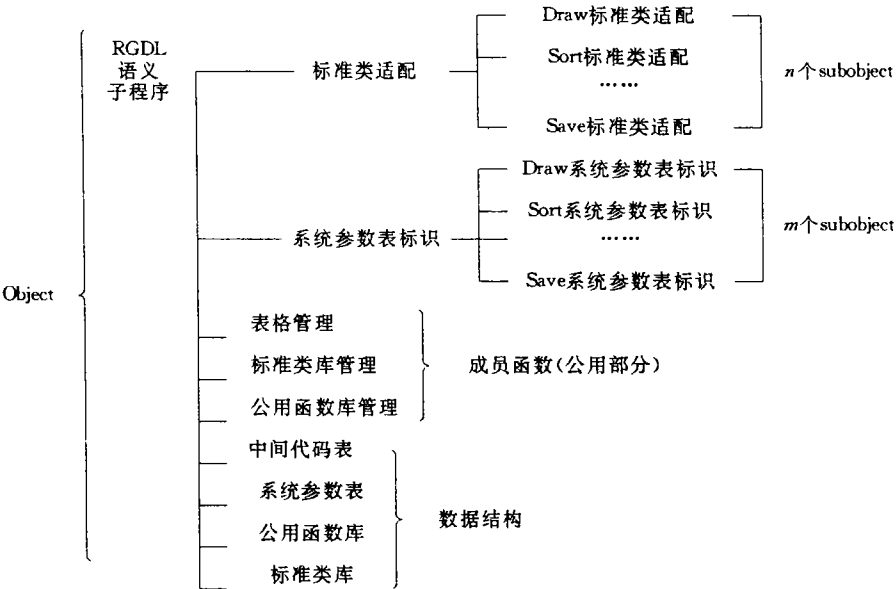 Object
RGDL
语义
子程序
标准类适配
Draw标准类适配
Sort标准类适配
……
Save标准类适配
n个subobject
系统参数表标识
Draw系统参数表标识
Sort系统参数表标识
……
Save系统参数表标识
m个subobject
表格管理
标准类库管理
公用函数库管理
成员函数(公用部分)
中间代码表
系统参数表
公用函数库
标准类库
数据结构